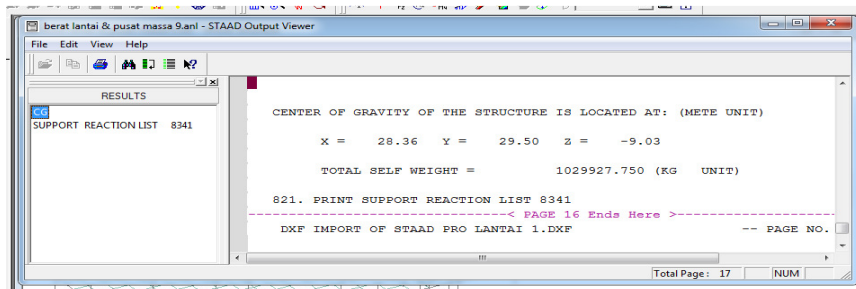 berat lantai & pusat massa 9.anl - STAAD Output Viewer
File Edit View Help
RESULTS
CG
SUPPORT REACTION LIST 8341
CENTER OF GRAVITY OF THE STRUCTURE IS LOCATED AT: (METE UNIT)
X = 28.36 Y = 29.50 Z = -9.03
TOTAL SELF WEIGHT = 1029927.750 (KG UNIT)
821. PRINT SUPPORT REACTION LIST 8341
< PAGE 16 Ends Here >
DXF IMPORT OF STAAD PRO LANTAI 1.DXF -- PAGE NO.
Total Page : 17 NUM